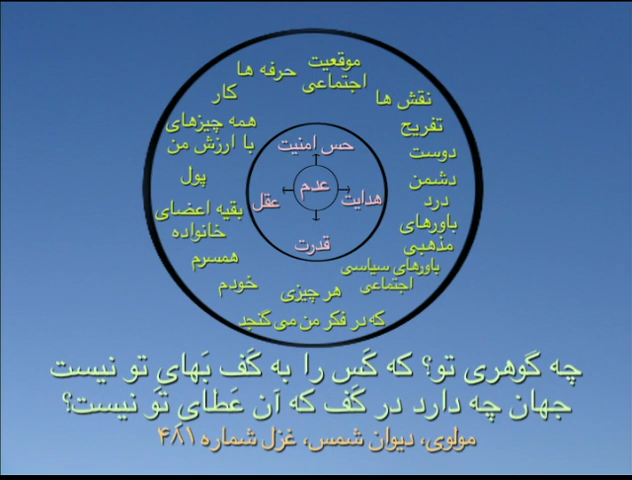 موقعیت
اجتماعی
حرفه ها
نقش ها
کار
تفریح
همه چیزهای
با ارزش من
دوست
پول
دشمن
درد
بقیه اعضای
خانواده
باورهای
مذهبی
همسرم
باورهای سیاسی
اجتماعی
خودم
هر چیزی
که در فکر من می گنجد
حس امنیت
عقل
عدم
هدایت
قدرت
چه گوهری تو؟ که کَس را به کَف بَهایِ تو نیست
جهان چه دارد در کَف که آن عَطایِ تَو نیست؟
مولوی، دیوان شمس، غزل شماره ۴۸۱